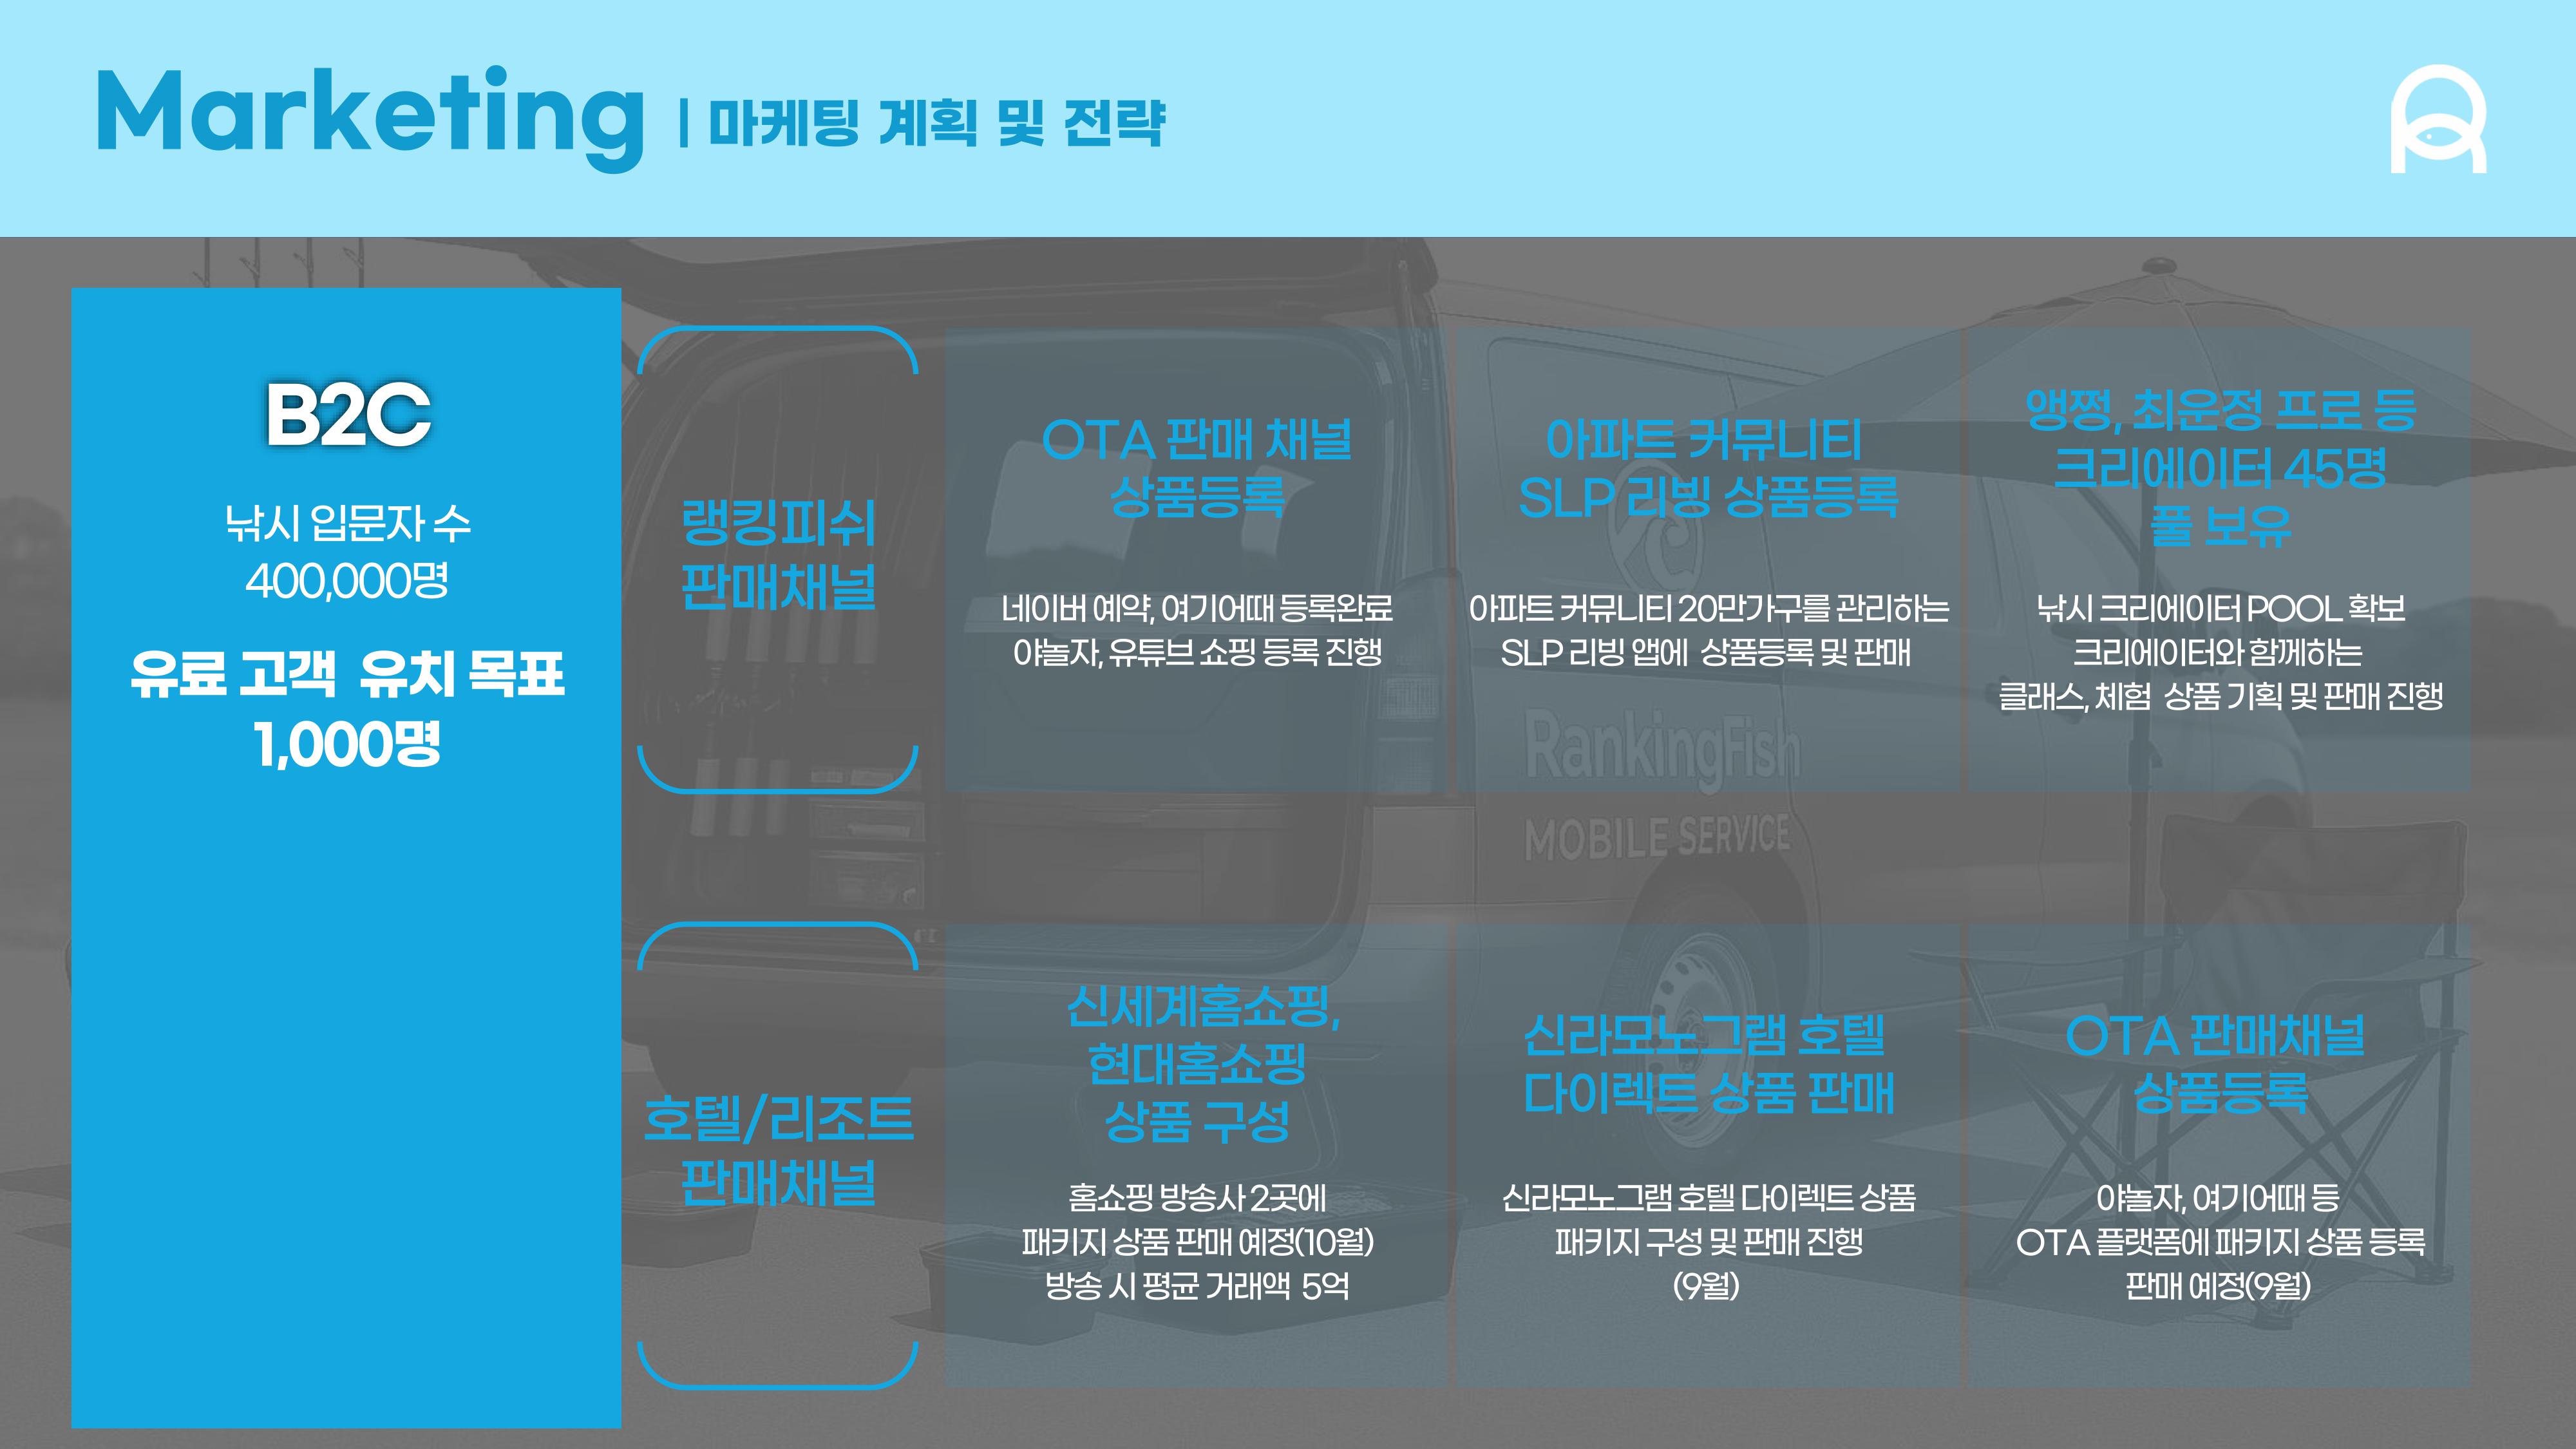 Marketing | 마케팅 계획 및 전략
B2C
낚시 입문자 수
400,000명
유료 고객 유치 목표
1,000명
랭킹피쉬
판매채널
OTA 판매 채널
상품등록
네이버 예약, 여기어때 등록완료
야놀자, 유튜브 쇼핑 등록 진행
아파트 커뮤니티
SLP 리빙 상품등록
아파트 커뮤니티 20만가구를 관리하는
SLP 리빙 앱에 상품등록 및 판매
앵쩡, 최운정 프로 등
크리에이터 45명
풀 보유
낚시 크리에이터 POOL 확보
크리에이터와 함께하는
클래스, 체험 상품 기획 및 판매 진행
RankingFish
MOBILE SERVICE
호텔/리조트
판매채널
신세계홈쇼핑,
현대홈쇼핑
상품 구성
홈쇼핑 방송사 2곳에
패키지 상품 판매 예정(10월)
방송 시 평균 거래액 5억
신라모노그램 호텔
다이렉트 상품 판매
신라모노그램 호텔 다이렉트 상품
패키지 구성 및 판매 진행
(9월)
OTA 판매채널
상품등록
야놀자, 여기어때 등
OTA 플랫폼에 패키지 상품 등록
판매 예정(9월)